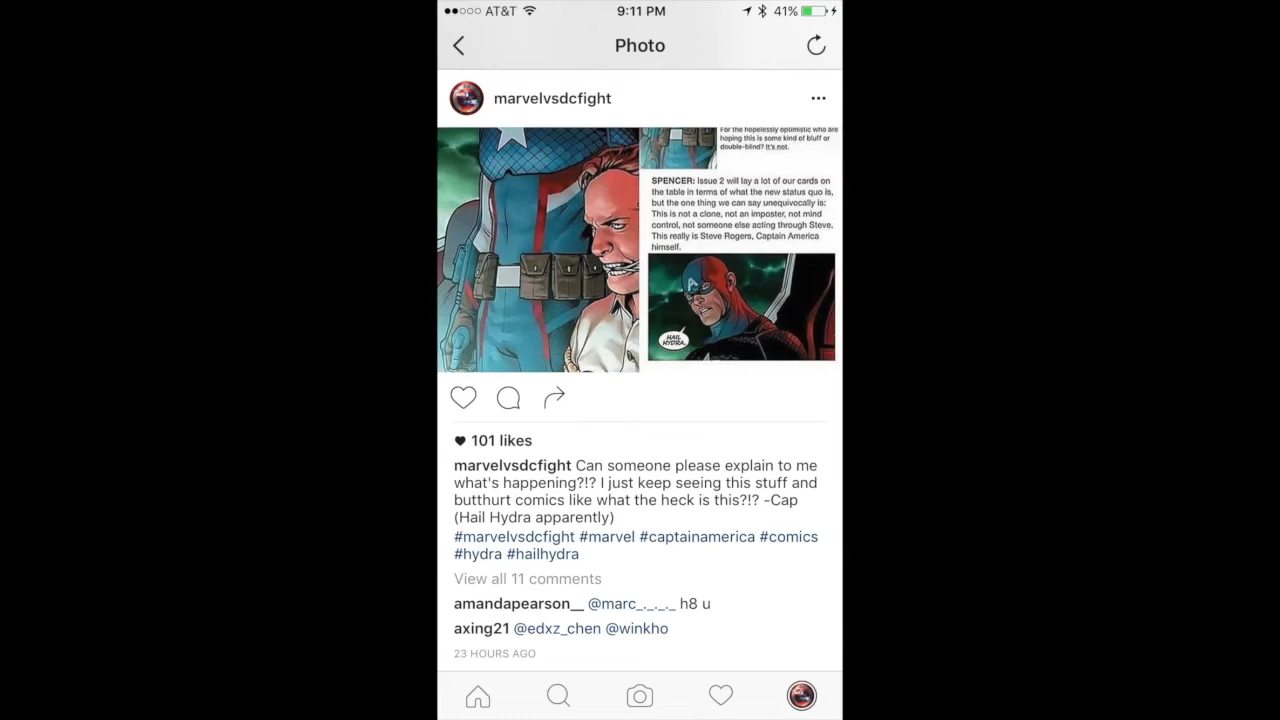 AT&T 9:11 PM 41%
Photo
marvelvsdcfight
For the hopelessly optimistic who are
hoping this is some kind of bluff or
double-blind? It's not.
SPENCER: Issue 2 will lay a lot of our cards on
the table in terms of what the new status quo is,
but the one thing we can say unequivocally is:
This is not a clone, not an imposter, not mind
control, not someone else acting through Steve.
This really is Steve Rogers, Captain America
himself.
A
HAIL
HYDRA.
101 likes
marvelvsdcfight Can someone please explain to me
what's happening?!? I just keep seeing this stuff and
butthurt comics like what the heck is this?!? -Cap
(Hail Hydra apparently)
#marvelvsdcfight #marvel #captainamerica #comics
#hydra #hailhydra
View all 11 comments
amandapearson__ @marc_._._._ h8 u
axing21 @edxz_chen @winkho
23 HOURS AGO